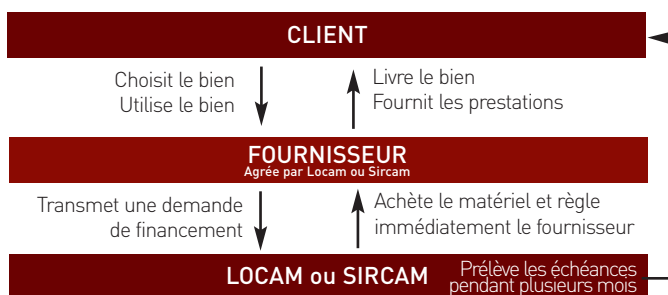 CLIENT
Choisit le bien
Utilise le bien
Livre le bien
Fournit les prestations
FOURNISSEUR
Agrée par Locam ou Sircam
Transmet une demande
de financement
Achète le matériel et règle
immédiatement le fournisseur
LOCAM ou SIRCAM
Prélève les échéances
pendant plusieurs mois